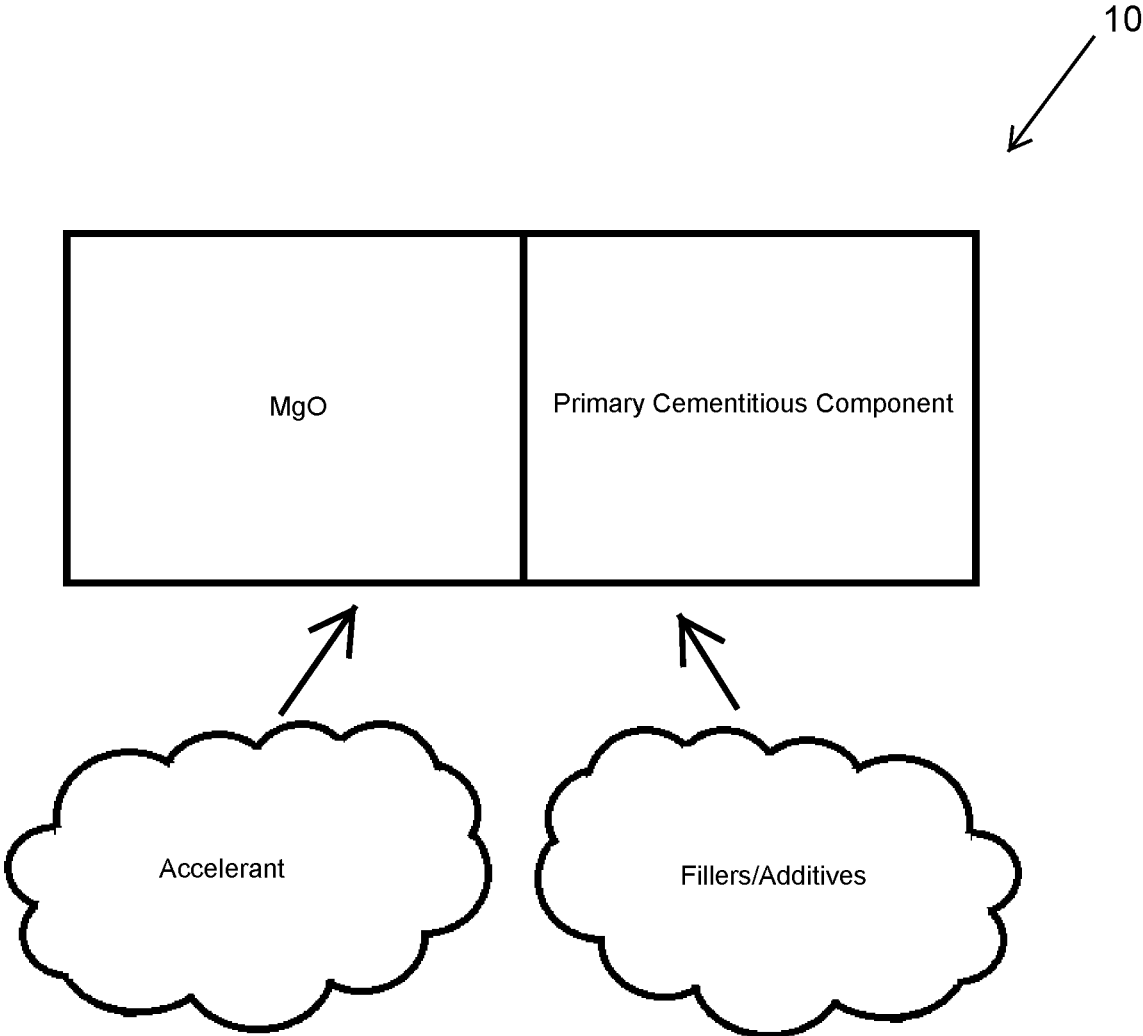 10
MgO
Primary Cementitious Component
Accelerant
Fillers/Additives